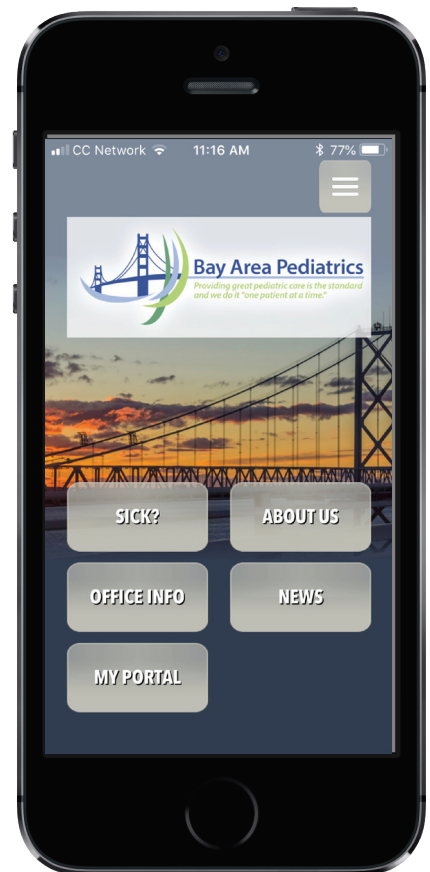 CC Network 11:16 AM 77%
Bay Area Pediatrics
Providing great pediatric care is the standard
and we do it "one patient at a time."
SICK? ABOUT US
OFFICE INFO NEWS
MY PORTAL